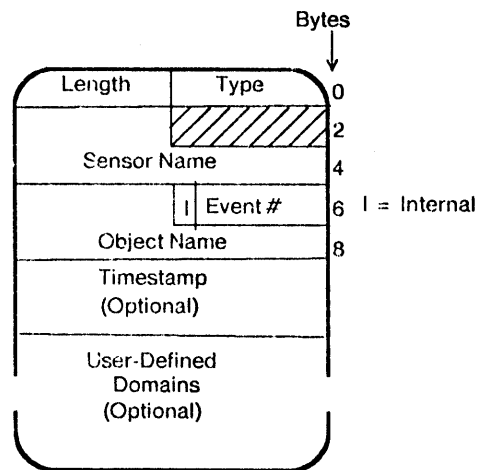 Bytes
Length Type 0
2
Sensor Name 4
I Event # 6 I = Internal
Object Name 8
Timestamp
(Optional)
User-Defined
Domains
(Optional)